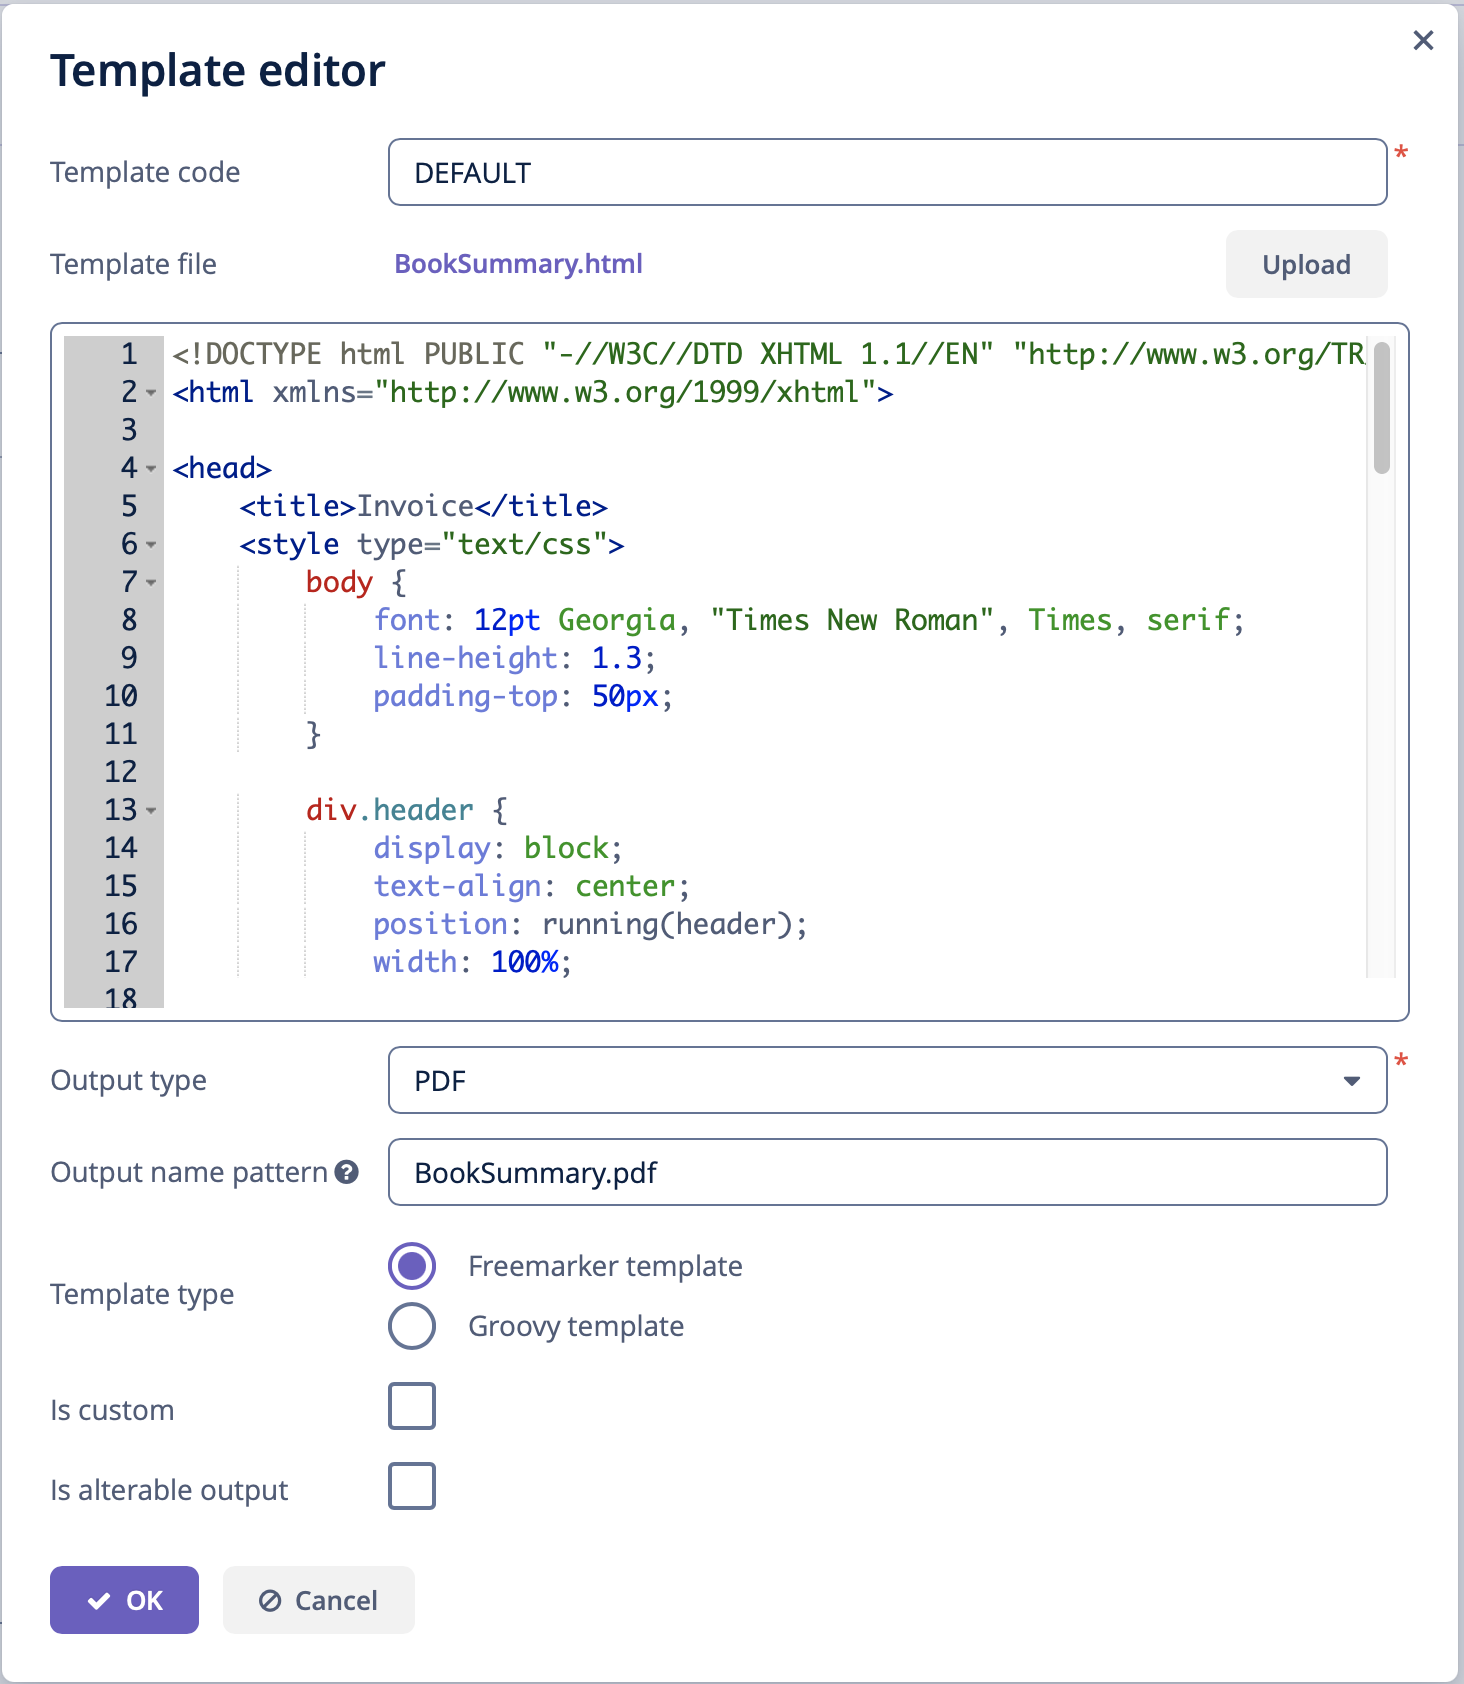 Template editor
Template code DEFAULT *
Template file BookSummary.html Upload
1 <!DOCTYPE html PUBLIC "-//W3C//DTD XHTML 1.1//EN" "http://www.w3.org/TR
2 <html xmlns="http://www.w3.org/1999/xhtml">
3
4 <head>
5     <title>Invoice</title>
6     <style type="text/css">
7         body {
8             font: 12pt Georgia, "Times New Roman", Times, serif;
9             line-height: 1.3;
10             padding-top: 50px;
11         }
12
13         div.header {
14             display: block;
15             text-align: center;
16             position: running(header);
17             width: 100%;
18
Output type PDF *
Output name pattern ? BookSummary.pdf
Template type
Freemarker template
Groovy template
Is custom
Is alterable output
OK Cancel